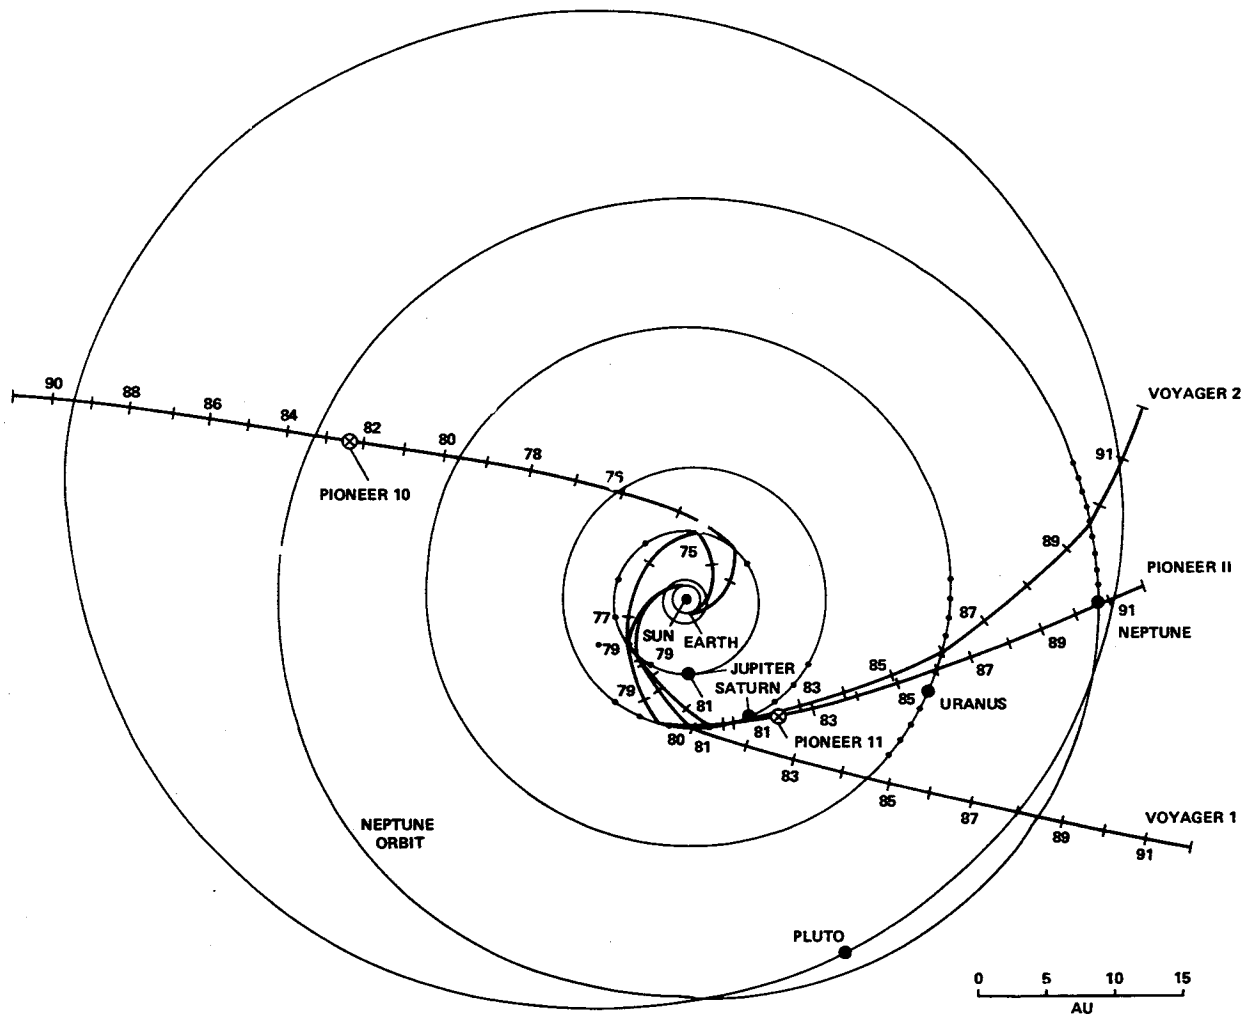 90
88
86
84
82
80
78
76
PIONEER 10
VOYAGER 2
91
89
87
85
83
PIONEER II
91
NEPTUNE
89
87
85
URANUS
83
PIONEER 11
75
77
79
79
79
SUN
EARTH
JUPITER
SATURN
81
81
80
81
83
85
87
89
91
VOYAGER 1
NEPTUNE
ORBIT
PLUTO
0 5 10 15
AU